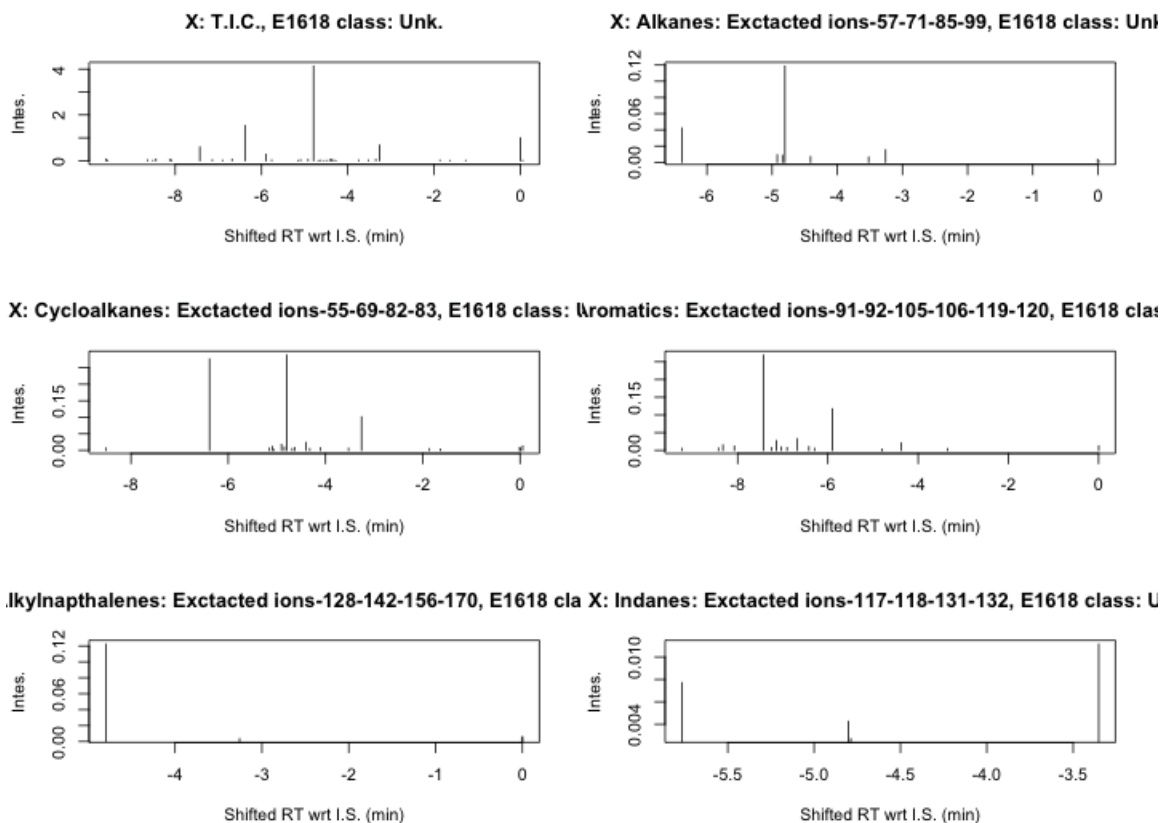 X: T.I.C., E1618 class: Unk.
4
2
0
Intes.
-8 -6 -4 -2 0
Shifted RT wrt I.S. (min)
X: Alkanes: Exctacted ions-57-71-85-99, E1618 class: Unk
0.12
0.06
0.00
Intes.
-6 -5 -4 -3 -2 -1 0
Shifted RT wrt I.S. (min)
X: Cycloalkanes: Exctacted ions-55-69-82-83, E1618 class: U
0.15
0.00
Intes.
-8 -6 -4 -2 0
Shifted RT wrt I.S. (min)
Aromatics: Exctacted ions-91-92-105-106-119-120, E1618 clas
0.15
0.00
Intes.
-8 -6 -4 -2 0
Shifted RT wrt I.S. (min)
lkylnapthalenes: Exctacted ions-128-142-156-170, E1618 cla
0.12
0.06
0.00
Intes.
-4 -3 -2 -1 0
Shifted RT wrt I.S. (min)
X: Indanes: Exctacted ions-117-118-131-132, E1618 class: U
0.010
0.004
Intes.
-5.5 -5.0 -4.5 -4.0 -3.5
Shifted RT wrt I.S. (min)